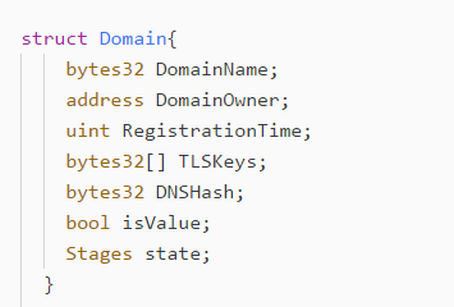 struct Domain{
bytes32 DomainName;
address DomainOwner;
uint RegistrationTime;
bytes32[] TLSKeys;
bytes32 DNSHash;
bool isValue;
Stages state;
}